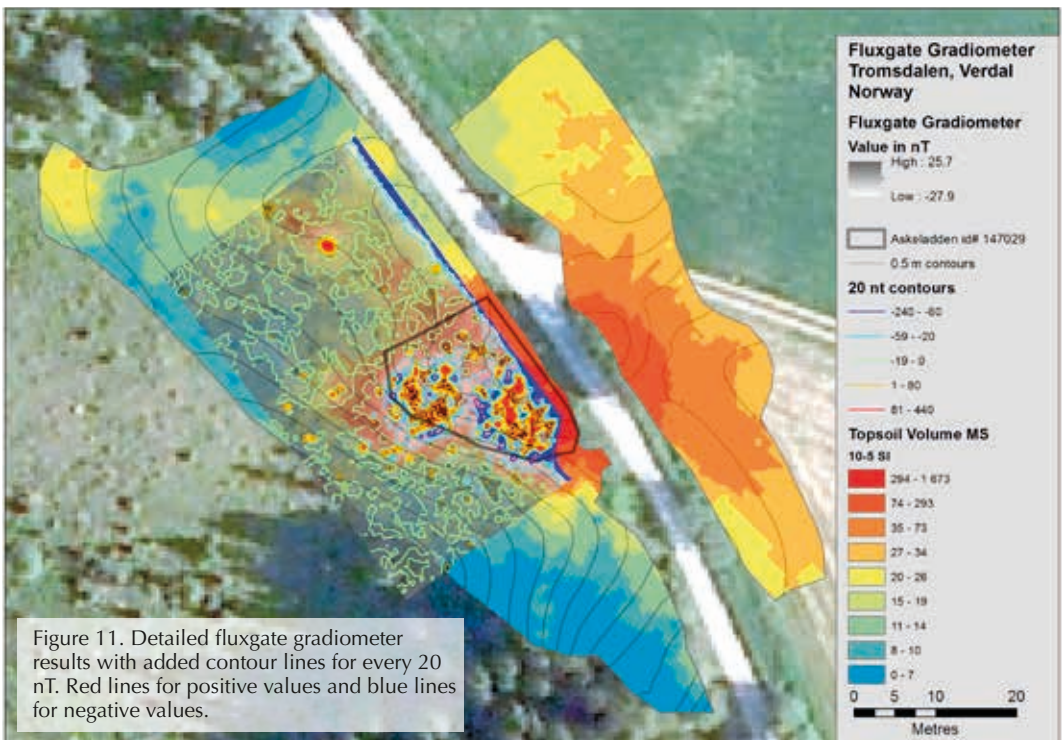 Fluxgate Gradiometer
Tromsdalen, Verdal
Norway
Fluxgate Gradiometer
Value in nT
High : 25.7
Low : -27.9
Askeladden id# 147029
0.5 m contours
20 nt contours
-240 - -60
-59 - -20
-19 - 0
1 - 80
81 - 440
Topsoil Volume MS
10-5 SI
294 - 1 673
74 - 293
35 - 73
27 - 34
20 - 26
15 - 19
11 - 14
8 - 10
0 - 7
0 5 10 20
Metres
Figure 11. Detailed fluxgate gradiometer
results with added contour lines for every 20
nT. Red lines for positive values and blue lines
for negative values.